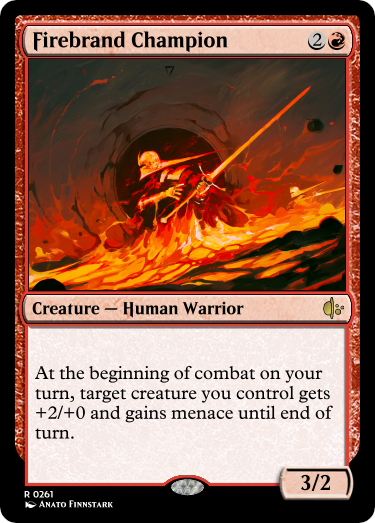 Firebrand Champion 2
Creature — Human Warrior
At the beginning of combat on your
turn, target creature you control gets
+2/+0 and gains menace until end of
turn.
3/2
R 0261
Anato Finnstark